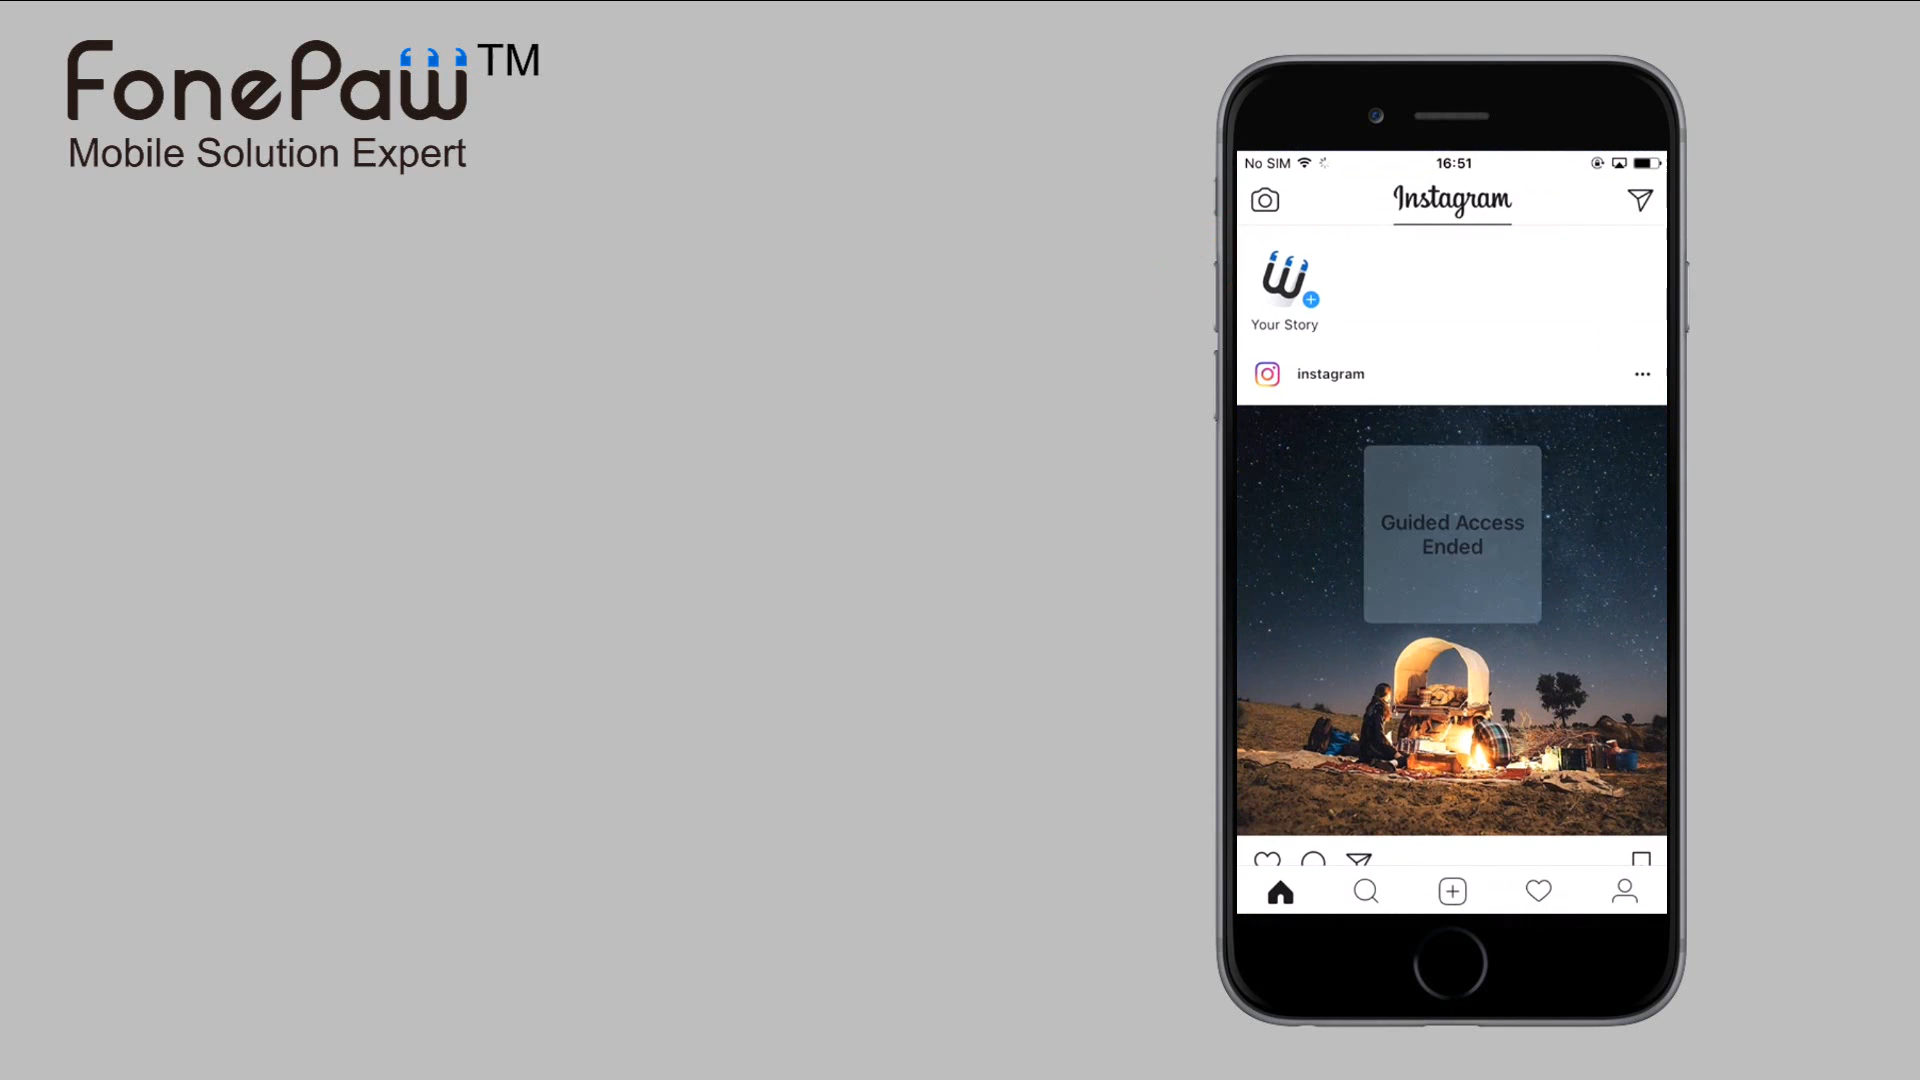 FonePaw™
Mobile Solution Expert
No SIM
16:51
Instagram
Your Story
instagram
Guided Access
Ended